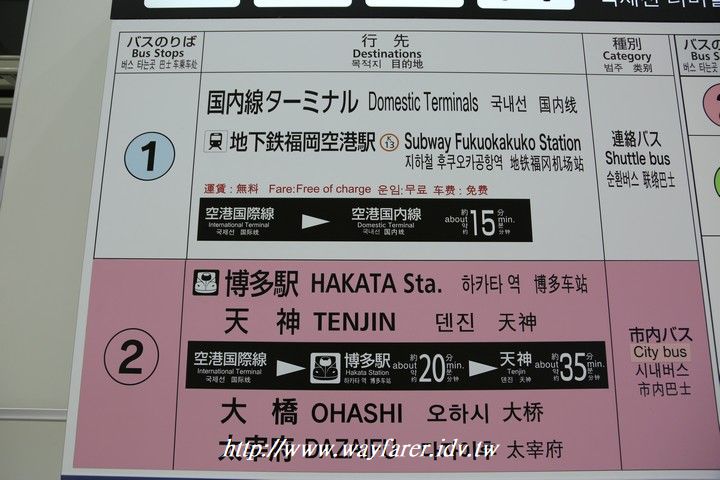 バスのりば
Bus Stops
버스 타는곳 巴士车乘处
行先
Destinations
목적지 目的地
種別
Category
범주 类别
バスの
Bus S
1
国内線ターミナル Domestic Terminals 국내선 国内线
地下鉄福岡空港駅 K13 Subway Fukuokakuko Station
지하철 후쿠오카공항역 地铁福冈机场站
運賃:無料 Fare:Free of charge 운임:무료 车费:免费
空港国際線 空港国内線 約 about 약 约 15 分 min. 분 分钟
International Terminal Domestic Terminal
국제선 国际线 국내선 国内线
連絡バス
Shuttle bus
순환버스 联络巴士
2
博多駅 HAKATA Sta. 하카타 역 博多车站
天神 TENJIN 덴진 天神
空港国際線 博多駅 約 about 약 约 20 分 min. 분 分钟 天神 約 about 약 约 35 分 min. 분 分钟
International Terminal Hakata Station Tenjin
국제선 国际线 하카타 역 博多车站 덴진 天神
大橋 OHASHI 오하시 大桥
太宰府 DAZAIFU 太宰府
市内バス
City bus
시내버스
市内巴士
http://www.wayfarer.idv.tw